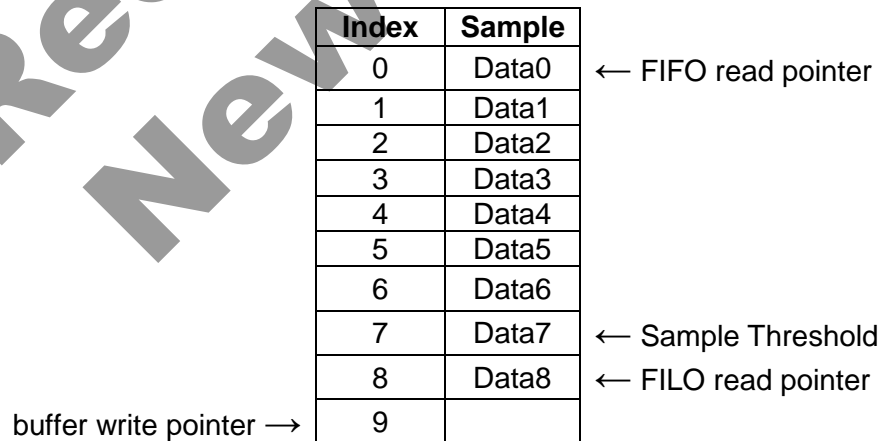 Index Sample
0 Data0 ← FIFO read pointer
1 Data1
2 Data2
3 Data3
4 Data4
5 Data5
6 Data6
7 Data7 ← Sample Threshold
8 Data8 ← FILO read pointer
buffer write pointer → 9
New